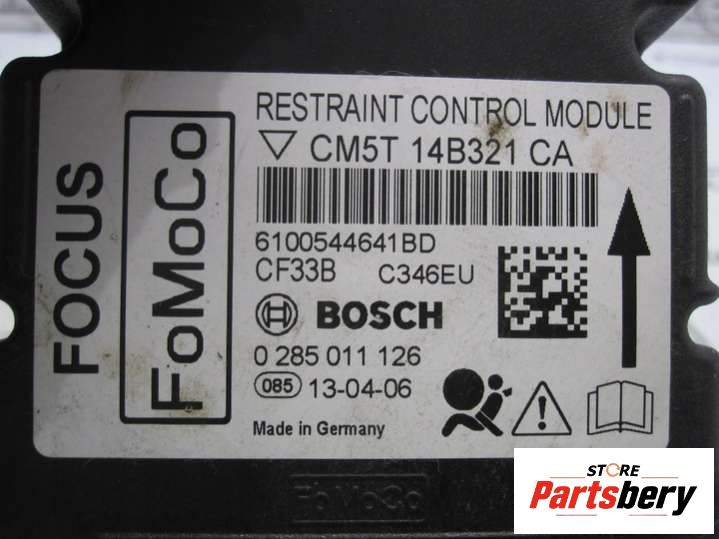 FOCUS
FoMoCo
RESTRAINT CONTROL MODULE
CM5T 14B321 CA
6100544641BD
CF33B C346EU
BOSCH
0 285 011 126
085 13-04-06
Made in Germany
FoMoCo
STORE
Partsbery